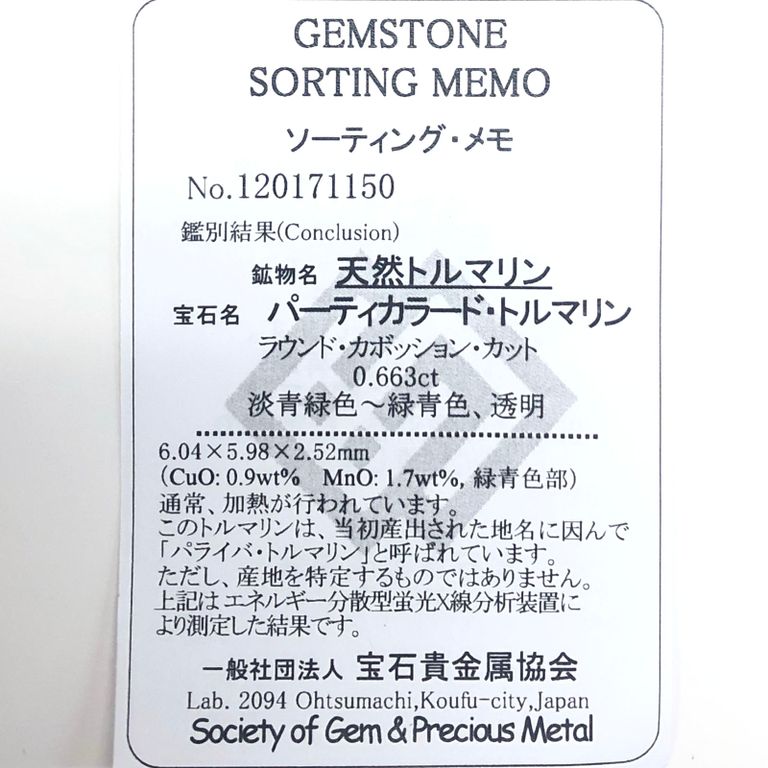 GEMSTONE
SORTING MEMO
ソーティング・メモ
No.120171150
鑑別結果(Conclusion)
鉱物名 天然トルマリン
宝石名 パーティカラード・トルマリン
ラウンド・カボッション・カット
0.663ct
淡青緑色～緑青色、透明
6.04×5.98×2.52mm
(CuO: 0.9wt% MnO: 1.7wt%, 緑青色部)
通常、加熱が行われています。
このトルマリンは、当初産出された地名に因んで
「パライバ・トルマリン」と呼ばれています。
ただし、産地を特定するものではありません。
上記はエネルギー分散型蛍光X線分析装置に
より測定した結果です。
一般社団法人 宝石貴金属協会
Lab. 2094 Ohtsumachi,Koufu-city,Japan
Society of Gem & Precious Metal